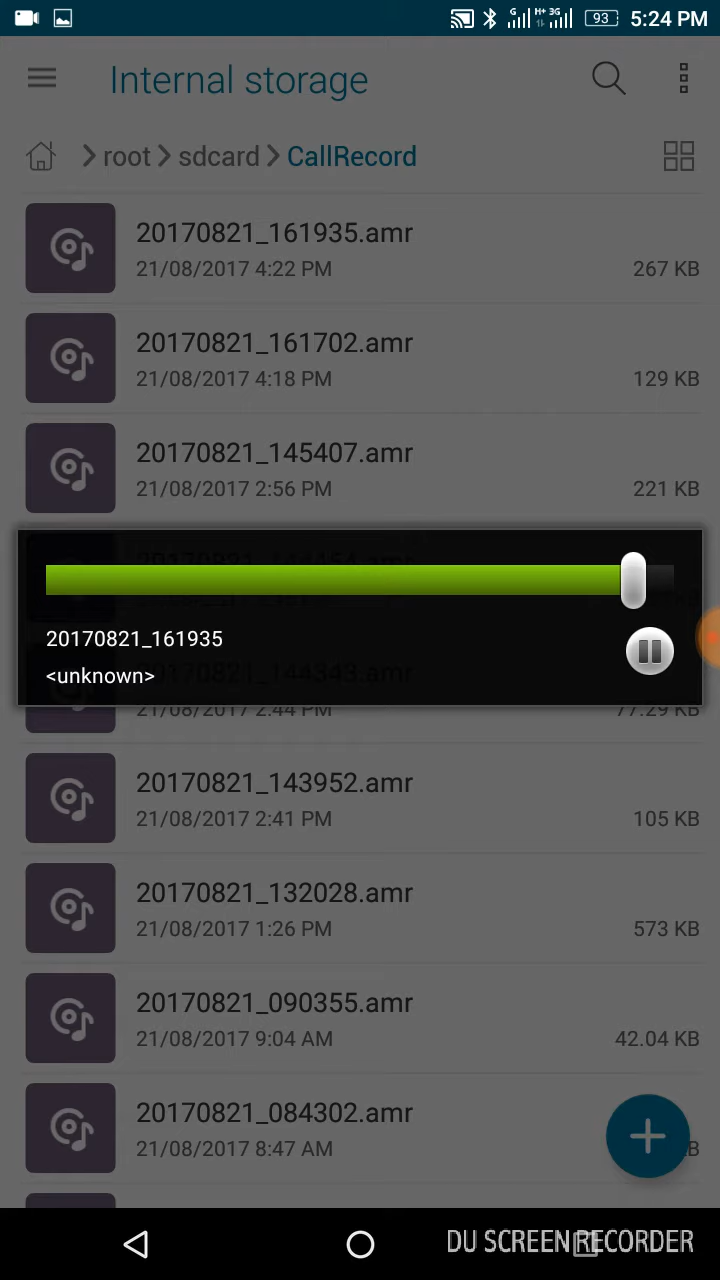 G H+ 3G 93 5:24 PM
Internal storage
root sdcard CallRecord
20170821_161935.amr
21/08/2017 4:22 PM 267 KB
20170821_161702.amr
21/08/2017 4:18 PM 129 KB
20170821_145407.amr
21/08/2017 2:56 PM 221 KB
20170821_161935
<unknown>
20170821_144343.amr
21/08/2017 2:44 PM 77.29 KB
20170821_143952.amr
21/08/2017 2:41 PM 105 KB
20170821_132028.amr
21/08/2017 1:26 PM 573 KB
20170821_090355.amr
21/08/2017 9:04 AM 42.04 KB
20170821_084302.amr
21/08/2017 8:47 AM
DU SCREEN RECORDER